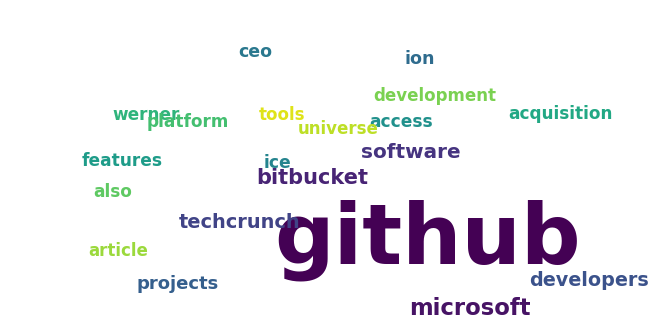 ceo
ion
development
werner
platform
tools
universe
access
acquisition
features
ice
software
also
bitbucket
techcrunch
github
article
projects
developers
microsoft